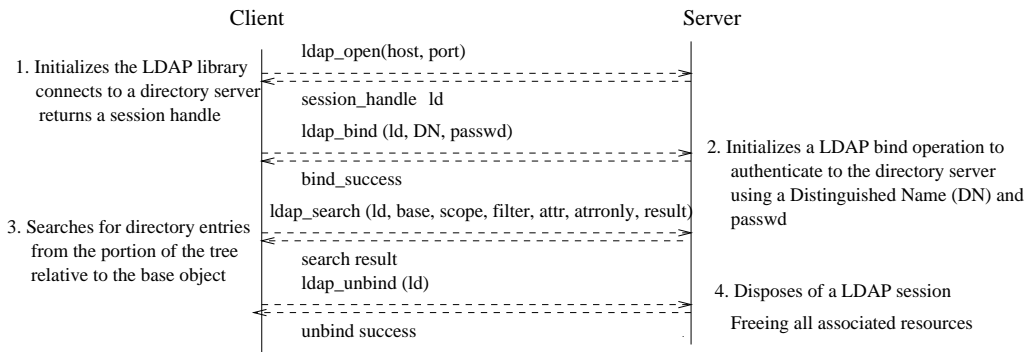 Client
Server
ldap_open(host, port)
1. Initializes the LDAP library
connects to a directory server
returns a session handle
session_handle ld
ldap_bind (ld, DN, passwd)
2. Initializes a LDAP bind operation to
authenticate to the directory server
using a Distinguished Name (DN) and
passwd
bind_success
ldap_search (ld, base, scope, filter, attr, atrronly, result)
3. Searches for directory entries
from the portion of the tree
relative to the base object
search result
ldap_unbind (ld)
4. Disposes of a LDAP session
Freeing all associated resources
unbind success